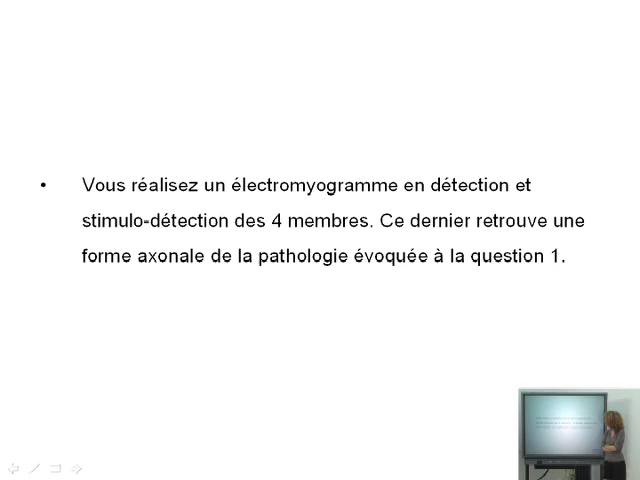 • Vous réalisez un électromyogramme en détection et
stimulo-détection des 4 membres. Ce dernier retrouve une
forme axonale de la pathologie évoquée à la question 1.